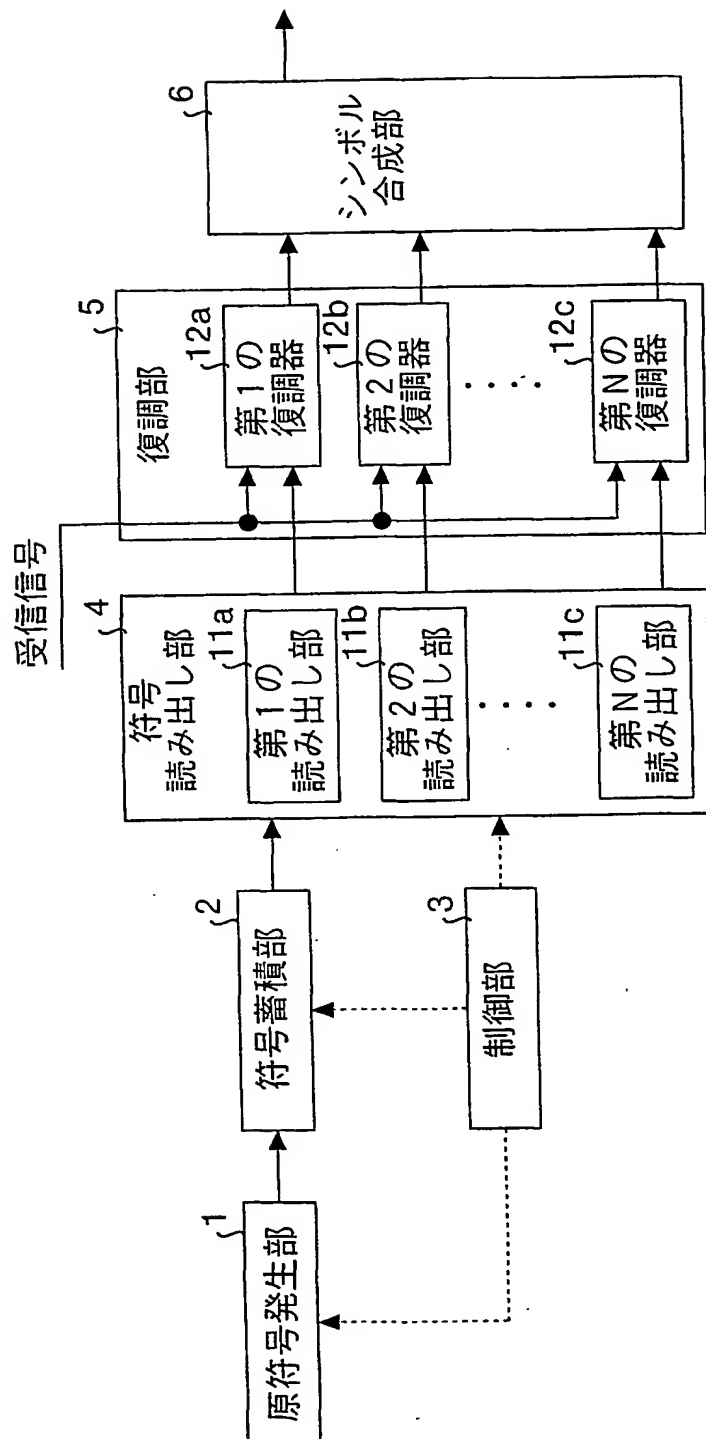 受信信号
1
原符号発生部
2
符号蓄積部
3
制御部
4
符号
読み出し部
11a
第1の
読み出し部
11b
第2の
読み出し部
・・・・
11c
第Nの
読み出し部
5
復調部
12a
第1の
復調器
12b
第2の
復調器
・・・・
12c
第Nの
復調器
6
シンボル
合成部